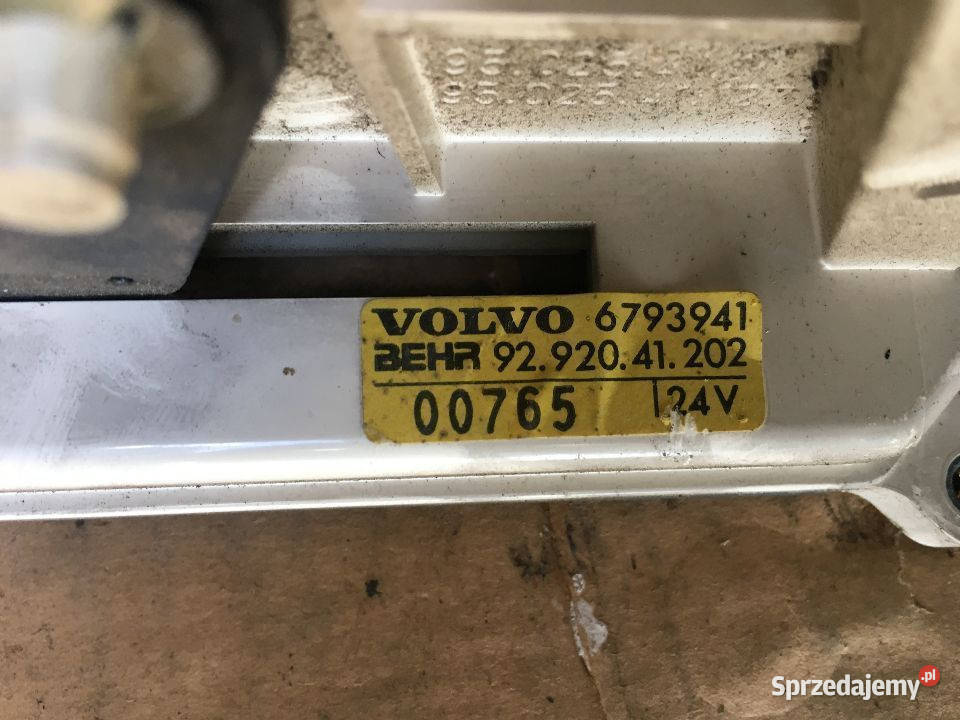 VOLVO 6793941
BEHR 92.920.41.202
00765 24V
Sprzedajemy.pl